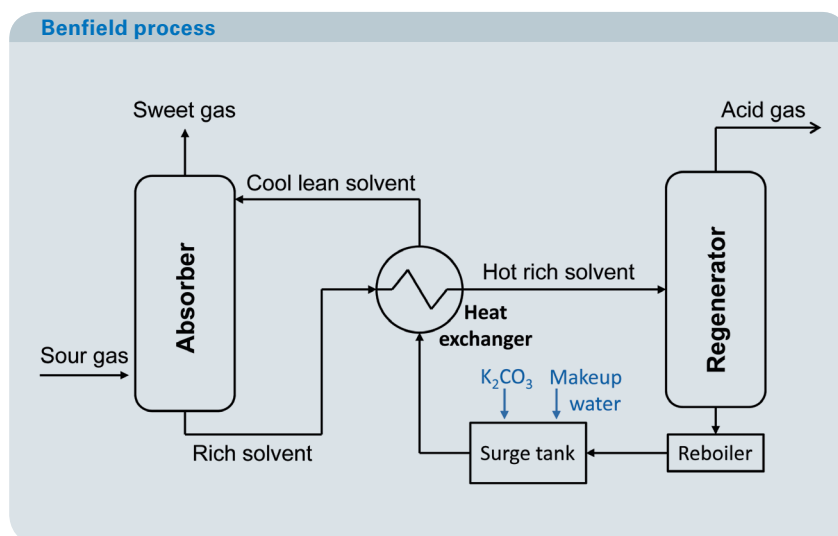 Benfield process
Sweet gas
Acid gas
Cool lean solvent
Absorber
Hot rich solvent
Regenerator
Heat
exchanger
Sour gas
K₂CO₃
Makeup
water
Rich solvent
Surge tank
Reboiler